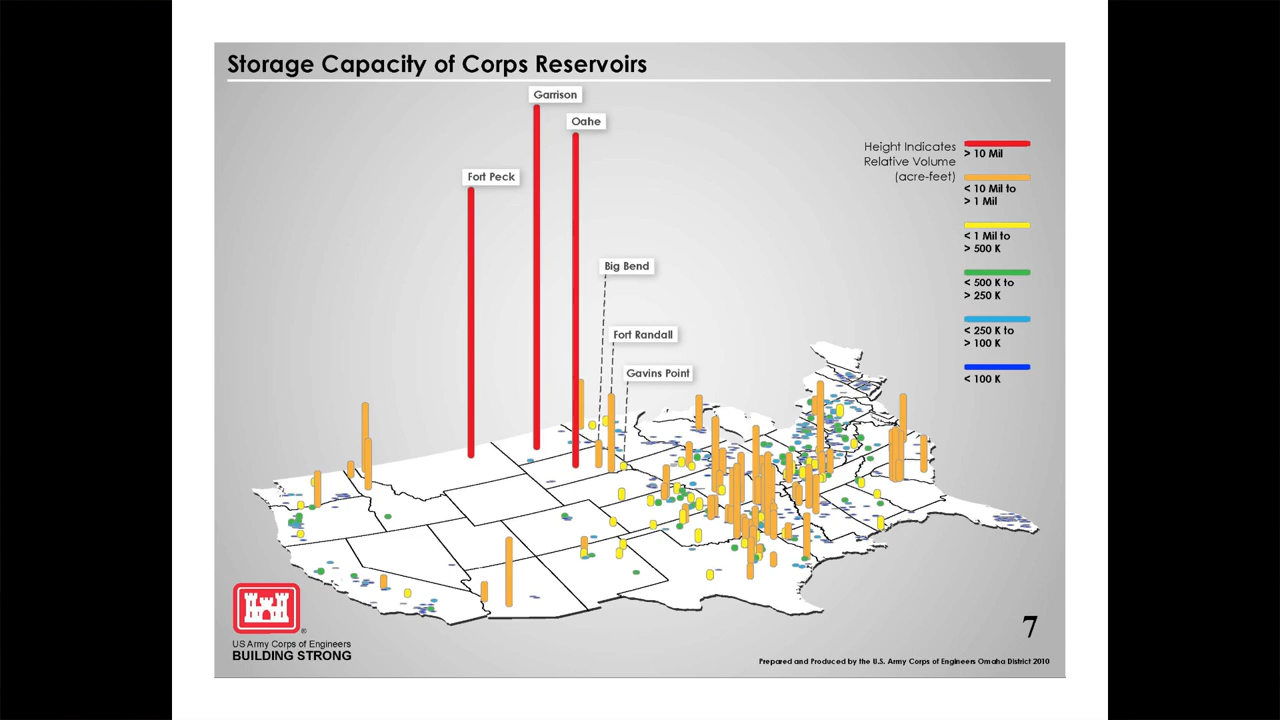 Storage Capacity of Corps Reservoirs
Garrison
Oahe
Fort Peck
Big Bend
Fort Randall
Gavins Point
Height Indicates
Relative Volume
(acre-feet)
> 10 Mil
< 10 Mil to
> 1 Mil
< 1 Mil to
> 500 K
< 500 K to
> 250 K
< 250 K to
> 100 K
< 100 K
®
US Army Corps of Engineers
BUILDING STRONG
7
Prepared and Produced by the U.S. Army Corps of Engineers Omaha District 2010